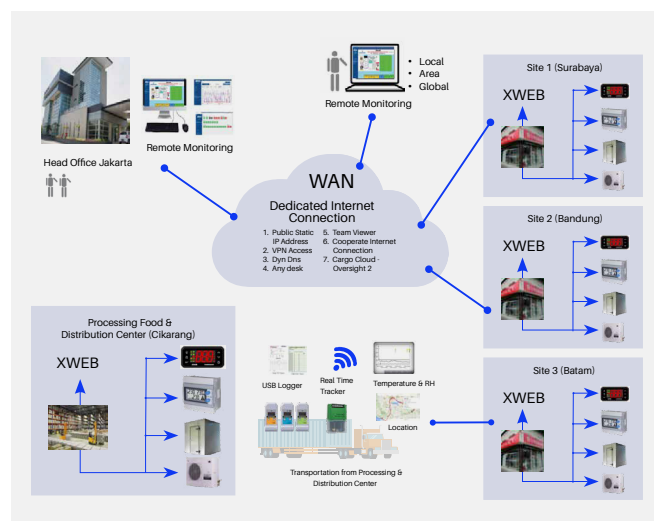 Head Office Jakarta
Remote Monitoring
• Local
• Area
• Global
Remote Monitoring
WAN
Dedicated Internet
Connection
1. Public Static
IP Address
2. VPN Access
3. Dyn Dns
4. Any desk
5. Team Viewer
6. Cooperate Internet
Connection
7. Cargo Cloud -
Oversight 2
Site 1 (Surabaya)
XWEB
Site 2 (Bandung)
XWEB
Site 3 (Batam)
XWEB
Processing Food &
Distribution Center (Cikarang)
XWEB
USB Logger
Real Time
Tracker
Temperature & RH
Location
Transportation from Processing &
Distribution Center